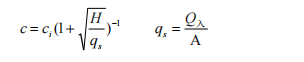 c = c_i(1+√(H/q_s))^{-1}    q_s = Q_入/A